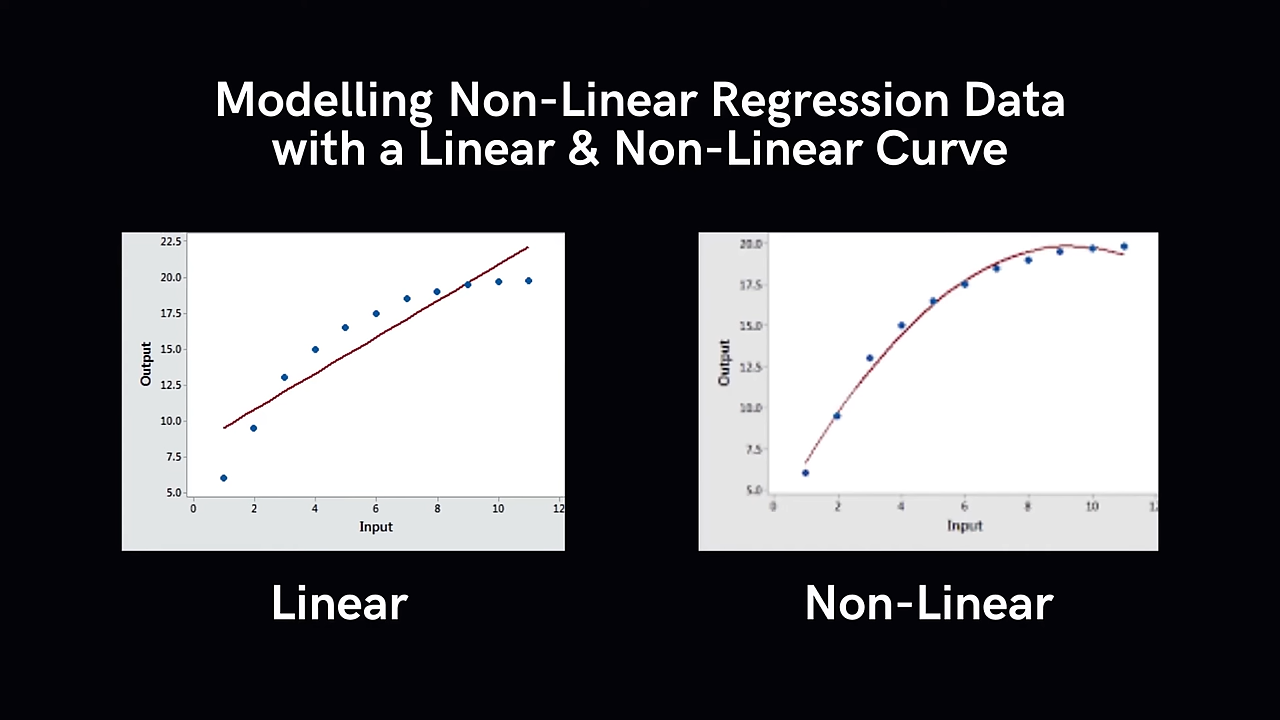 Modelling Non-Linear Regression Data
with a Linear & Non-Linear Curve
22.5
20.0
17.5
15.0
12.5
10.0
7.5
5.0
Output
0 2 4 6 8 10 12
Input
Linear
20.0
17.5
15.0
12.5
10.0
7.5
5.0
Output
0 2 4 6 8 10
Input
Non-Linear